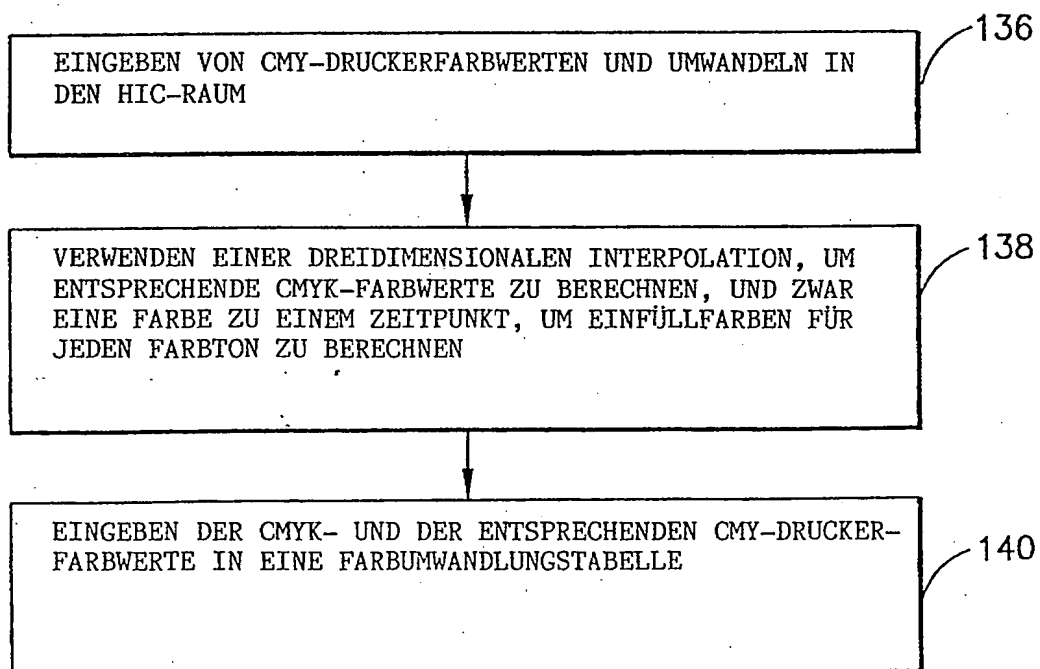 136
EINGEBEN VON CMY-DRUCKERFARBWERTEN UND UMWANDELN IN
DEN HIC-RAUM
138
VERWENDEN EINER DREIDIMENSIONALEN INTERPOLATION, UM
ENTSPRECHENDE CMYK-FARBWERTE ZU BERECHNEN, UND ZWAR
EINE FARBE ZU EINEM ZEITPUNKT, UM EINFÜLLFARBEN FÜR
JEDEN FARBTON ZU BERECHNEN
EINGEBEN DER CMYK- UND DER ENTSPRECHENDEN CMY-DRUCKER-
FARBWERTE IN EINE FARBUMWANDLUNGSTABELLE
140